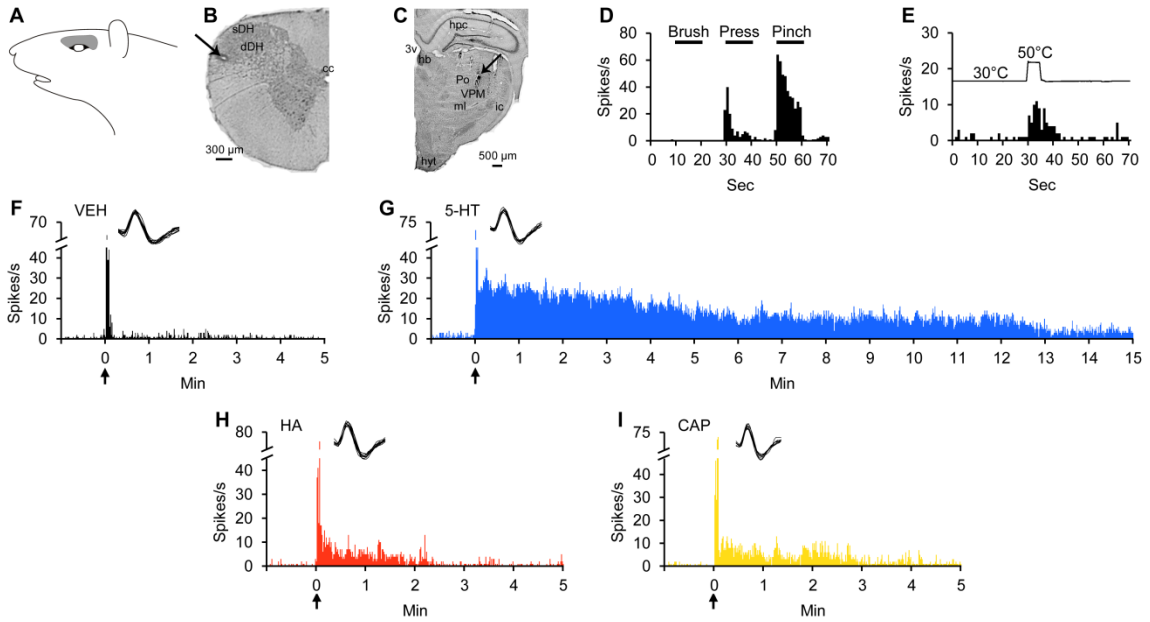 A
B
sDH
dDH
cc
300 µm
C
hpc
3v
hb
Po
VPM
ml
ic
hyt
500 µm
D
Brush Press Pinch
Spikes/s
80
60
40
20
0
0 10 20 30 40 50 60 70
Sec
E
50°C
30°C
Spikes/s
30
20
10
0
0 10 20 30 40 50 60 70
Sec
F
VEH
Spikes/s
70
40
30
20
10
0
0 1 2 3 4 5
Min
G
5-HT
Spikes/s
75
40
30
20
10
0
0 1 2 3 4 5 6 7 8 9 10 11 12 13 14 15
Min
H
HA
Spikes/s
80
40
30
20
10
0
0 1 2 3 4 5
Min
I
CAP
Spikes/s
75
40
30
20
10
0
0 1 2 3 4 5
Min